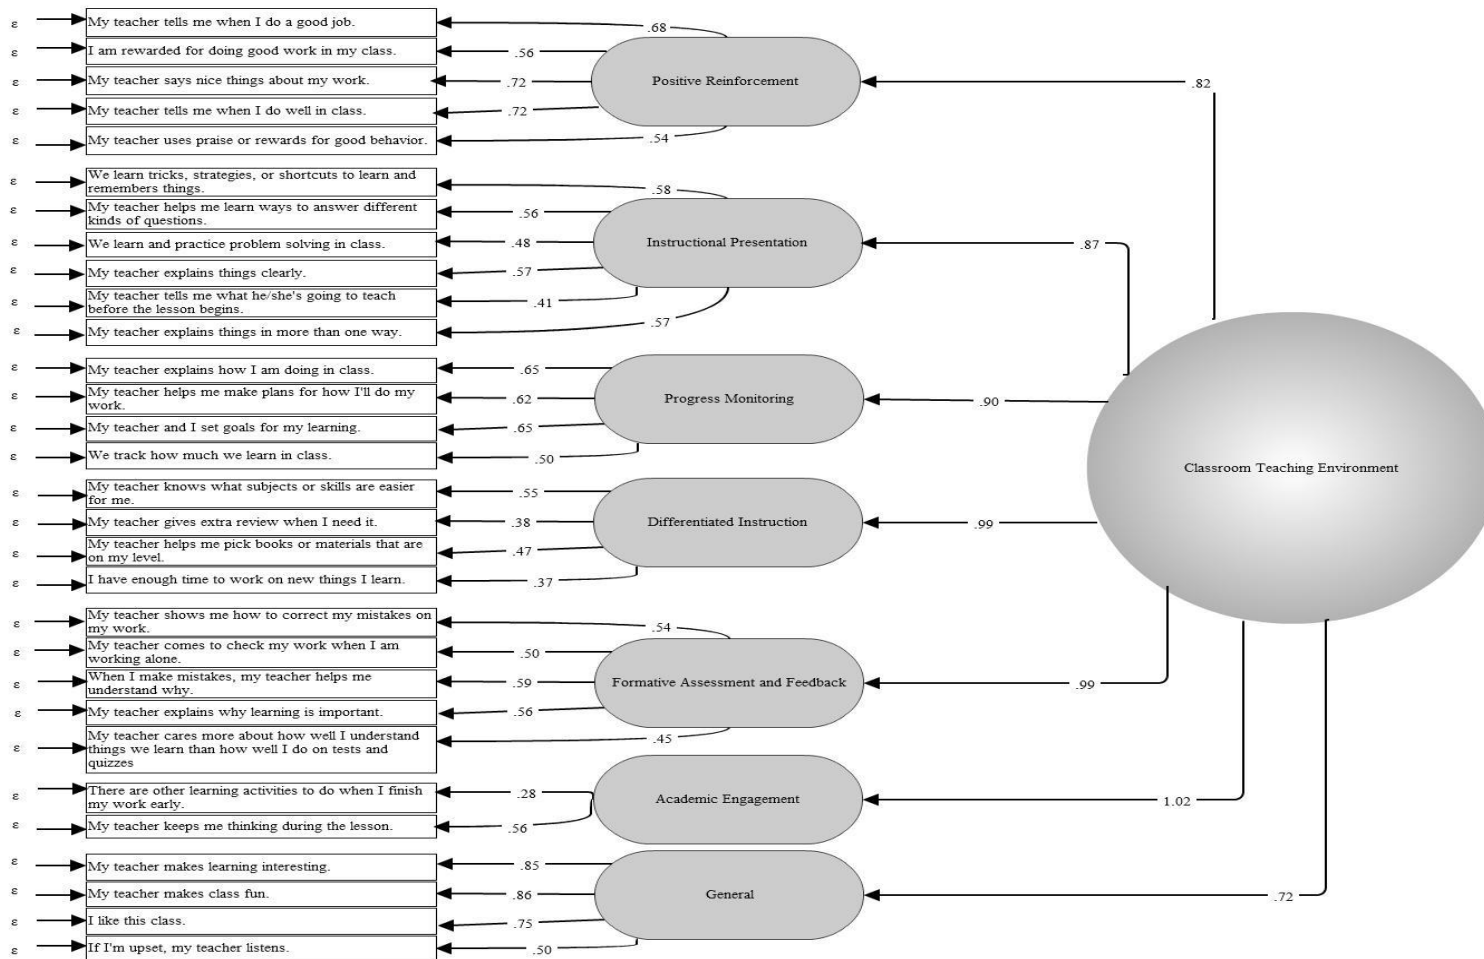 ε My teacher tells me when I do a good job. .68
ε I am rewarded for doing good work in my class. .56
ε My teacher says nice things about my work. .72 Positive Reinforcement .82
ε My teacher tells me when I do well in class. .72
ε My teacher uses praise or rewards for good behavior. .54
ε We learn tricks, strategies, or shortcuts to learn and
remembers things. .58
ε My teacher helps me learn ways to answer different
kinds of questions. .56
ε We learn and practice problem solving in class. .48 Instructional Presentation .87
ε My teacher explains things clearly. .57
ε My teacher tells me what he/she's going to teach
before the lesson begins. .41
ε My teacher explains things in more than one way. .57
ε My teacher explains how I am doing in class. .65
ε My teacher helps me make plans for how I'll do my
work. .62 Progress Monitoring .90
ε My teacher and I set goals for my learning. .65
ε We track how much we learn in class. .50
Classroom Teaching Environment
ε My teacher knows what subjects or skills are easier
for me. .55
ε My teacher gives extra review when I need it. .38 Differentiated Instruction .99
ε My teacher helps me pick books or materials that are
on my level. .47
ε I have enough time to work on new things I learn. .37
ε My teacher shows me how to correct my mistakes on
my work. .54
ε My teacher comes to check my work when I am
working alone. .50
ε When I make mistakes, my teacher helps me
understand why. .59 Formative Assessment and Feedback .99
ε My teacher explains why learning is important. .56
ε My teacher cares more about how well I understand
things we learn than how well I do on tests and
quizzes .45
ε There are other learning activities to do when I finish
my work early. .28 Academic Engagement 1.02
ε My teacher keeps me thinking during the lesson. .56
ε My teacher makes learning interesting. .85
ε My teacher makes class fun. .86 General .72
ε I like this class. .75
ε If I'm upset, my teacher listens. .50